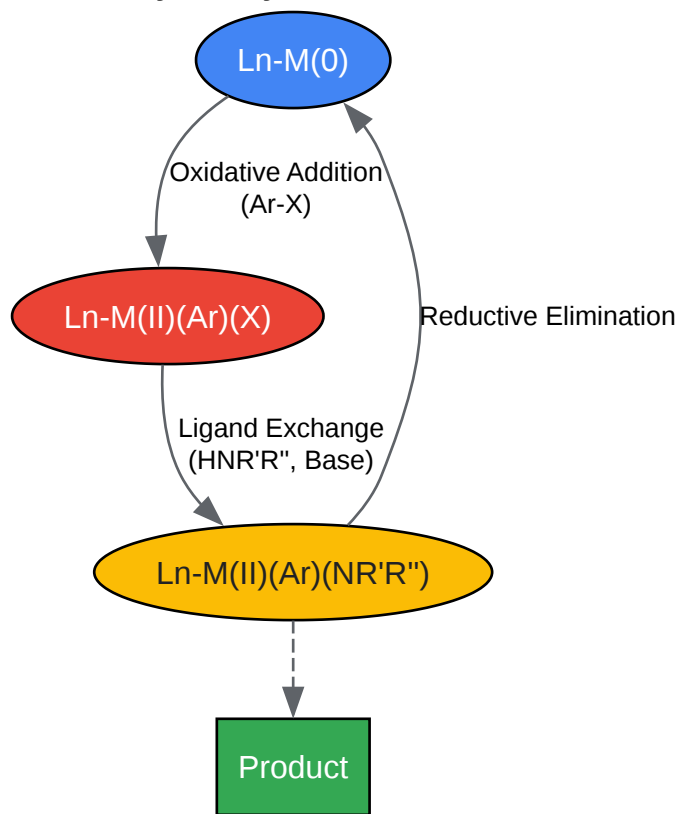 Ln-M(0)
Oxidative Addition
(Ar-X)
Ln-M(II)(Ar)(X)
Reductive Elimination
Ligand Exchange
(HNR'R", Base)
Ln-M(II)(Ar)(NR'R")
Product